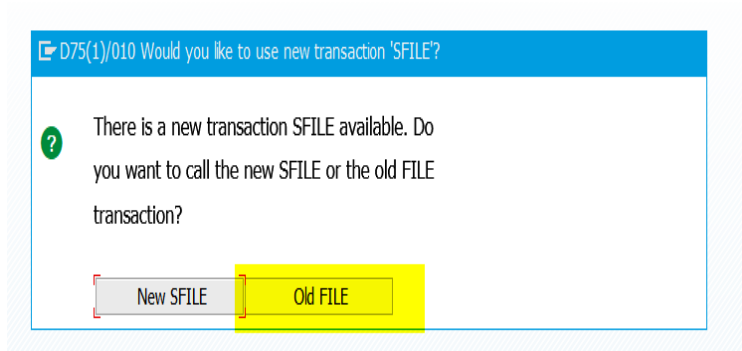 D75(1)/010 Would you like to use new transaction 'SFILE'?
There is a new transaction SFILE available. Do
you want to call the new SFILE or the old FILE
transaction?
New SFILE Old FILE